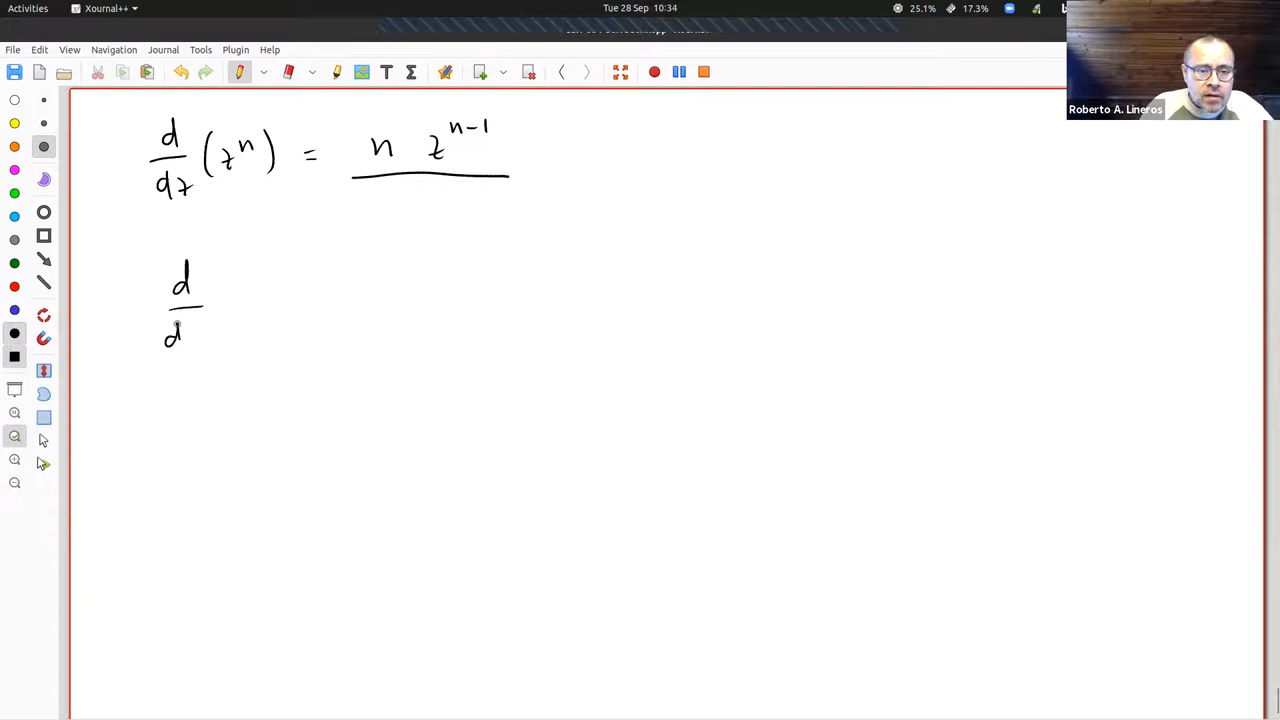 Activities Xournal++ Tue 28 Sep 10:34 25.1% 17.3%
File Edit View Navigation Journal Tools Plugin Help
Roberto A. Lineros
d/dz (z^n) = n z^{n-1}
d/d